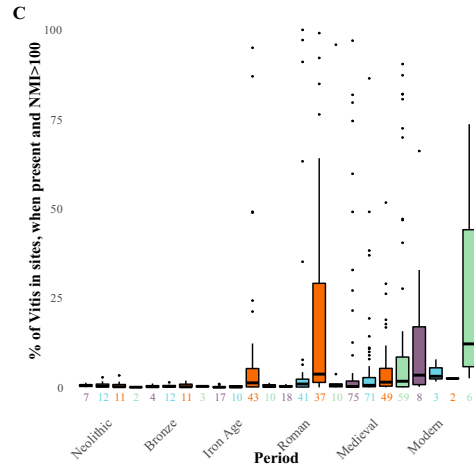 C
% of Vitis in sites, when present and NMI>100
100
75
50
25
0
7 12 11 2 4 12 11 3 17 10 43 10 18 41 37 10 75 71 49 59 8 3 2 6
Neolithic Bronze Iron Age Roman Medieval Modern
Period